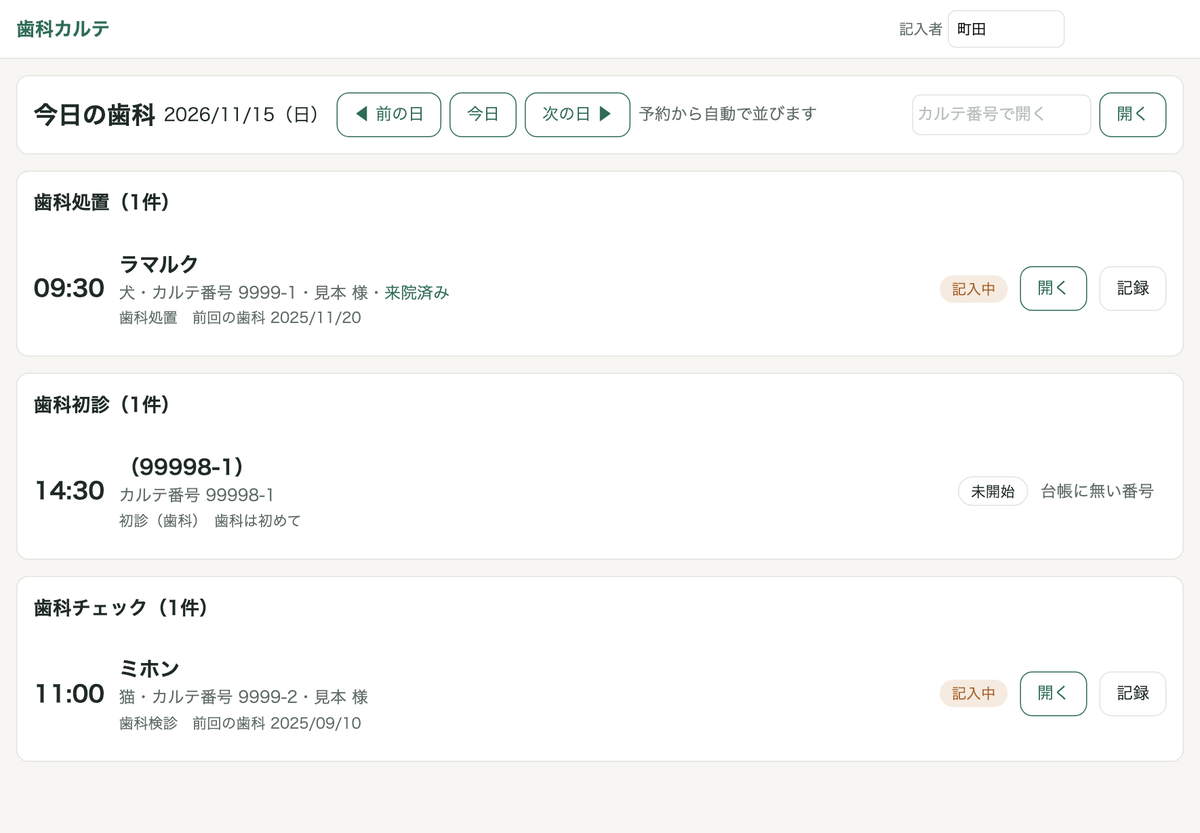 歯科カルテ
記入者 町田
今日の歯科 2026/11/15（日） ◀ 前の日 今日 次の日 ▶ 予約から自動で並びます カルテ番号で開く 開く
歯科処置（1件）
09:30
ラマルク
犬・カルテ番号 9999-1・見本 様・来院済み
歯科処置 前回の歯科 2025/11/20
記入中 開く 記録
歯科初診（1件）
14:30
（99998-1）
カルテ番号 99998-1
初診（歯科） 歯科は初めて
未開始 台帳に無い番号
歯科チェック（1件）
11:00
ミホン
猫・カルテ番号 9999-2・見本 様
歯科検診 前回の歯科 2025/09/10
記入中 開く 記録